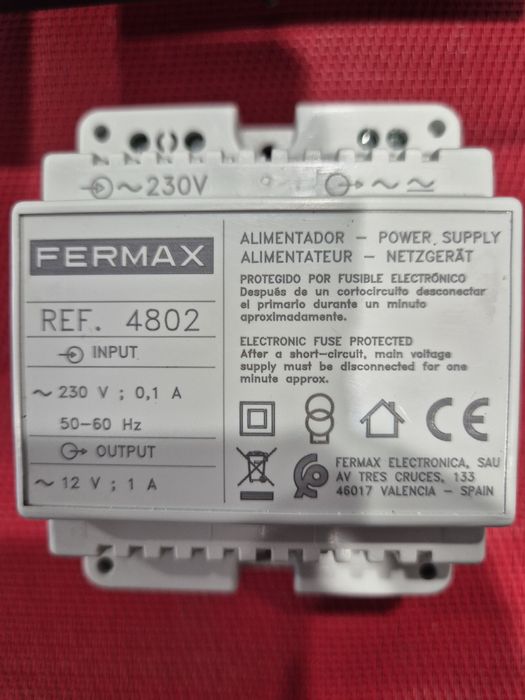 ~230V
~
FERMAX
REF. 4802
INPUT
~ 230 V ; 0,1 A
50-60 Hz
OUTPUT
~ 12 V ; 1 A
ALIMENTADOR - POWER SUPPLY
ALIMENTATEUR - NETZGERÄT
PROTEGIDO POR FUSIBLE ELECTRÓNICO
Después de un cortocircuito desconectar
el primario durante un minuto
aproximadamente.
ELECTRONIC FUSE PROTECTED
After a short-circuit, main voltage
supply must be disconnected for one
minute approx.
CE
FERMAX ELECTRONICA, SAU
AV TRES CRUCES, 133
46017 VALENCIA - SPAIN